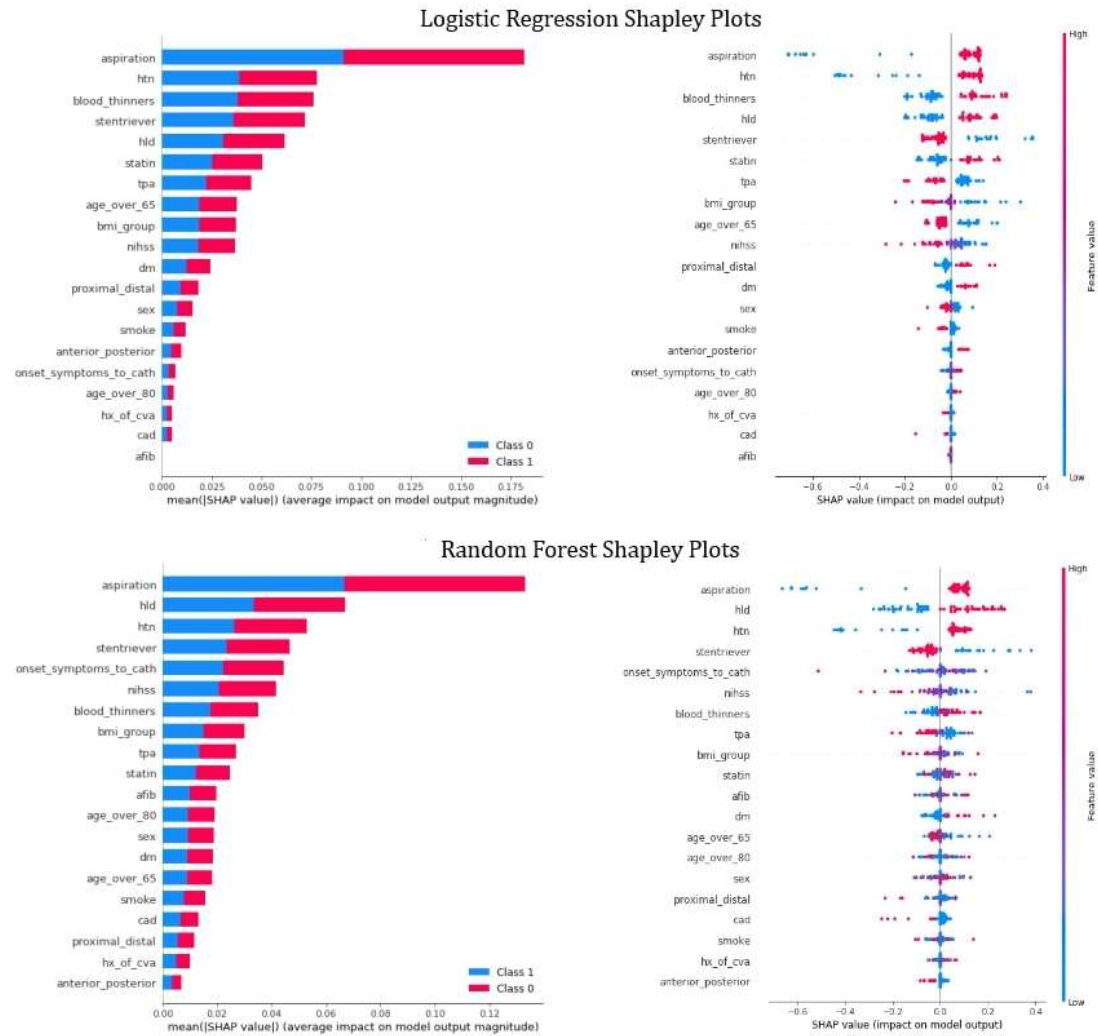 Logistic Regression Shapley Plots
aspiration
htn
blood_thinners
stentriever
hld
statin
tpa
age_over_65
bmi_group
nihss
dm
proximal_distal
sex
smoke
anterior_posterior
onset_symptoms_to_cath
age_over_80
hx_of_cva
cad
afib
Class 0
Class 1
0.000 0.025 0.050 0.075 0.100 0.125 0.150 0.175
mean(|SHAP value|) (average impact on model output magnitude)
aspiration
htn
blood_thinners
hld
stentriever
statin
tpa
bmi_group
age_over_65
nihss
proximal_distal
dm
sex
smoke
anterior_posterior
onset_symptoms_to_cath
age_over_80
hx_of_cva
cad
afib
−0.6 −0.4 −0.2 0.0 0.2 0.4
SHAP value (impact on model output)
High
Feature value
Low
Random Forest Shapley Plots
aspiration
hld
htn
stentriever
onset_symptoms_to_cath
nihss
blood_thinners
bmi_group
tpa
statin
afib
age_over_80
sex
dm
age_over_65
smoke
cad
proximal_distal
hx_of_cva
anterior_posterior
Class 1
Class 0
0.00 0.02 0.04 0.06 0.08 0.10 0.12
mean(|SHAP value|) (average impact on model output magnitude)
aspiration
hld
htn
stentriever
onset_symptoms_to_cath
nihss
blood_thinners
tpa
bmi_group
statin
afib
dm
age_over_65
age_over_80
sex
proximal_distal
cad
smoke
hx_of_cva
anterior_posterior
−0.6 −0.4 −0.2 0.0 0.2 0.4
SHAP value (impact on model output)
High
Feature value
Low